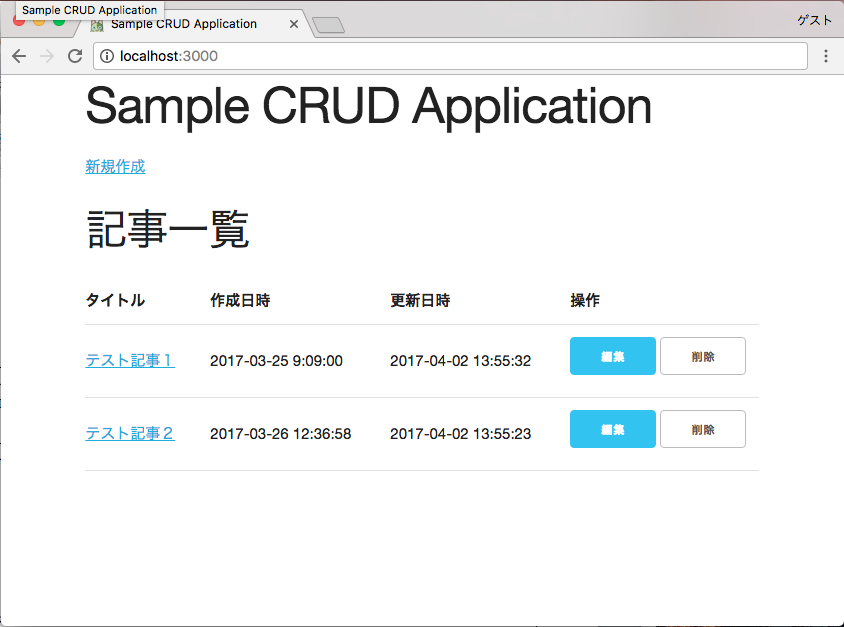 Sample CRUD Application
Sample CRUD Application
ゲスト
localhost:3000
Sample CRUD Application
新規作成
記事一覧
タイトル 作成日時 更新日時 操作
テスト記事１ 2017-03-25 9:09:00 2017-04-02 13:55:32 編集 削除
テスト記事２ 2017-03-26 12:36:58 2017-04-02 13:55:23 編集 削除